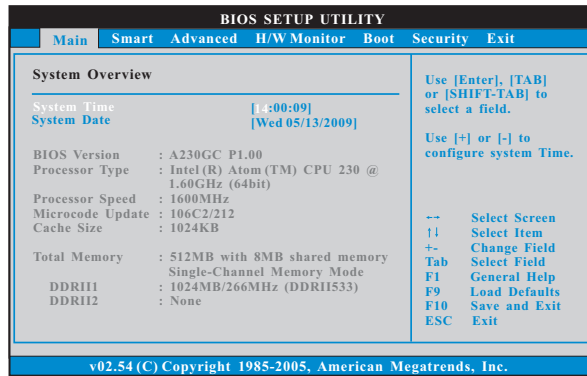 BIOS SETUP UTILITY
Main Smart Advanced H/W Monitor Boot Security Exit
System Overview
System Time [14:00:09]
System Date [Wed 05/13/2009]
BIOS Version : A230GC P1.00
Processor Type : Intel (R) Atom (TM) CPU 230 @
1.60GHz (64bit)
Processor Speed : 1600MHz
Microcode Update : 106C2/212
Cache Size : 1024KB
Total Memory : 512MB with 8MB shared memory
Single-Channel Memory Mode
DDRII1 : 1024MB/266MHz (DDRII533)
DDRII2 : None
Use [Enter], [TAB]
or [SHIFT-TAB] to
select a field.
Use [+] or [-] to
configure system Time.
←→ Select Screen
↑↓ Select Item
+- Change Field
Tab Select Field
F1 General Help
F9 Load Defaults
F10 Save and Exit
ESC Exit
v02.54 (C) Copyright 1985-2005, American Megatrends, Inc.